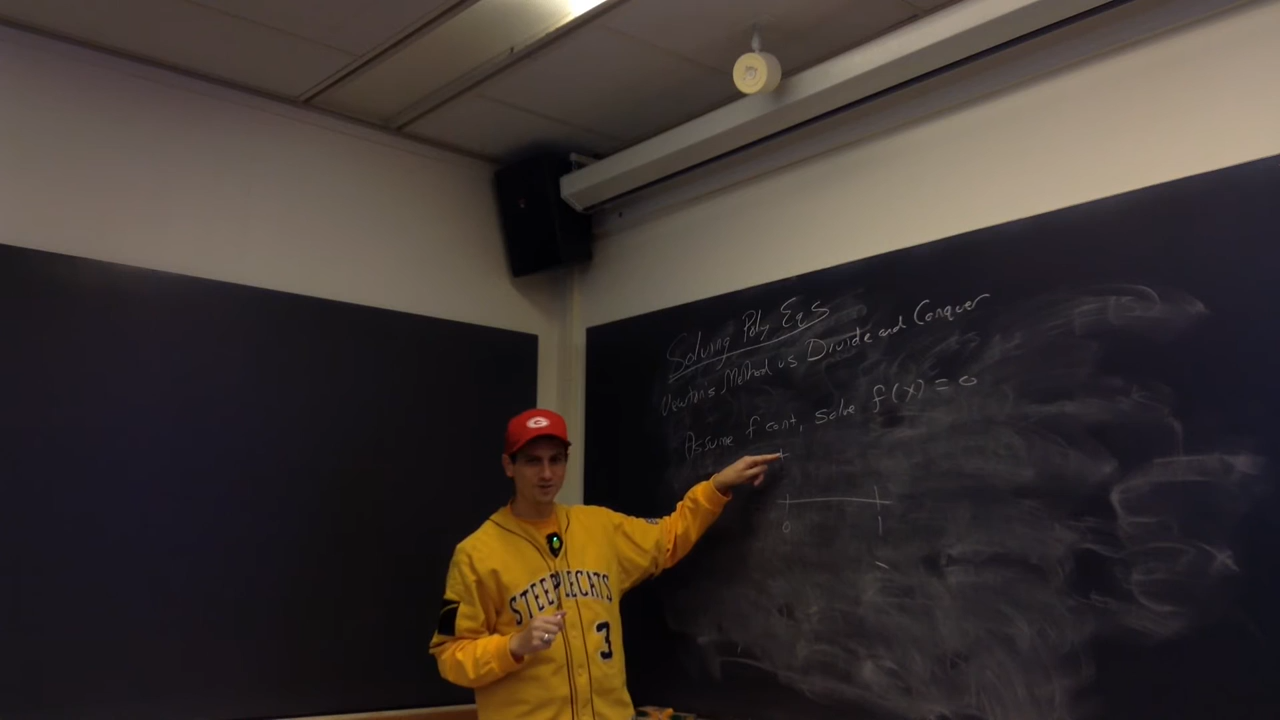 Solving Poly Eqs
Newton's Method vs Divide and Conquer
Assume f cont, solve f(x) = 0
+
0 1
-
C
STEEPLECATS
3